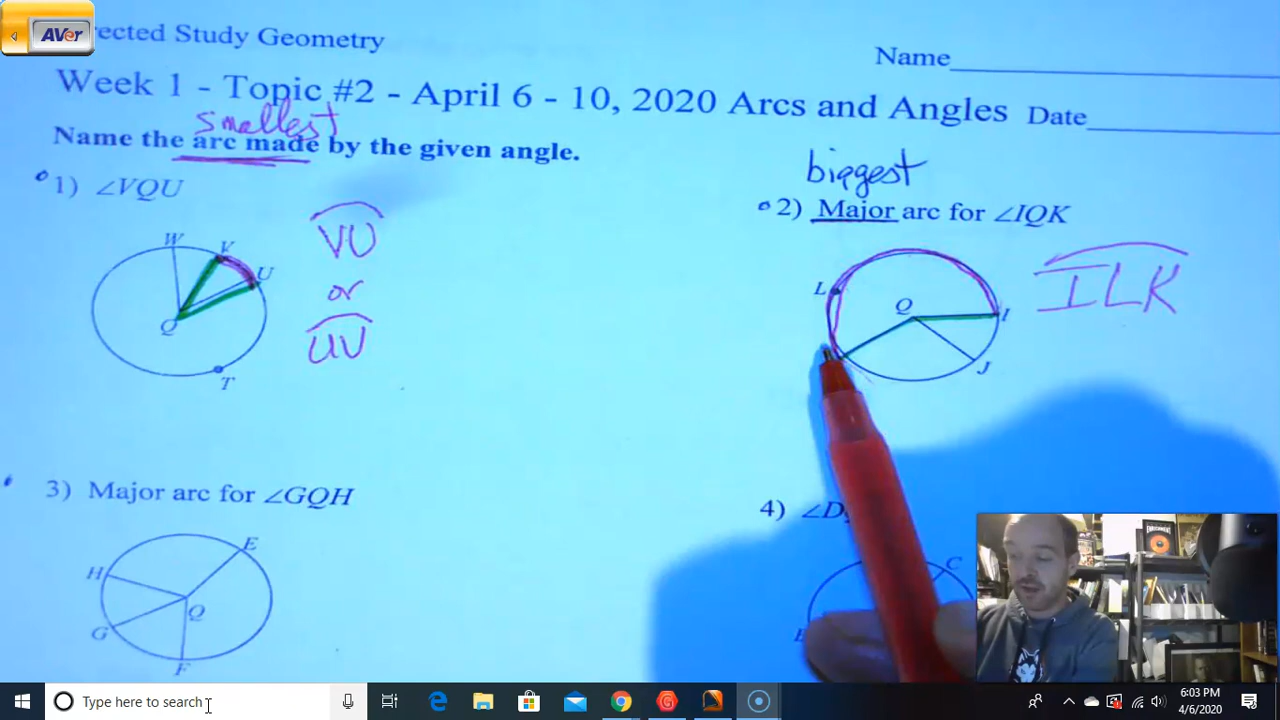 AVer
rected Study Geometry
Name
Week 1 - Topic #2 - April 6 - 10, 2020 Arcs and Angles Date
smallest
Name the arc made by the given angle.
1) ∠VQU
W
V
U
Q
T
VU
or
UV
biggest
2) Major arc for ∠IQK
L
Q
I
J
ILK
3) Major arc for ∠GQH
E
H
Q
G
F
4) ∠D
C
Type here to search
6:03 PM
4/6/2020